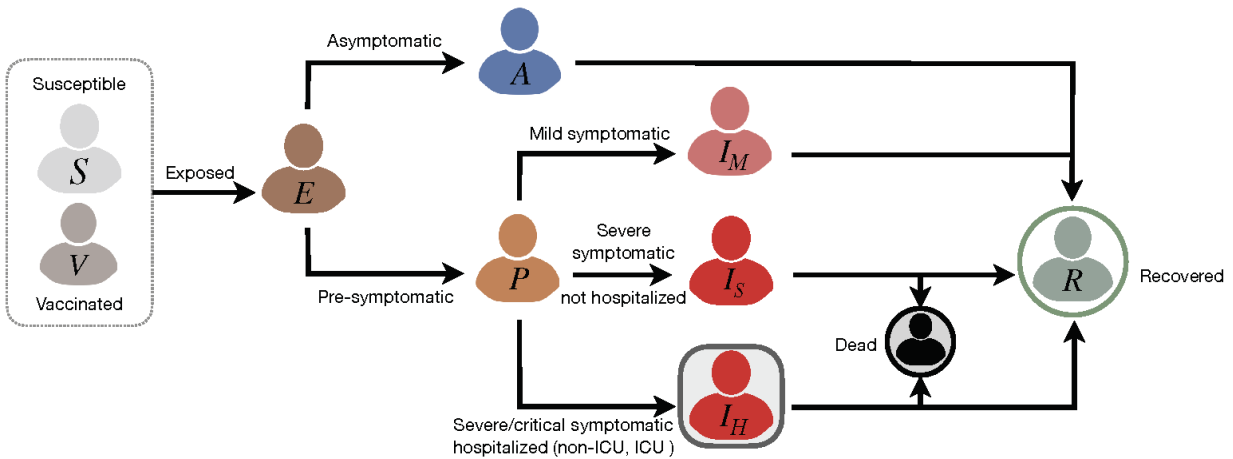 Susceptible
S
V
Vaccinated
Exposed
E
Asymptomatic
A
Pre-symptomatic
P
Mild symptomatic
I_M
Severe
symptomatic
not hospitalized
I_S
Severe/critical symptomatic
hospitalized (non-ICU, ICU )
I_H
Dead
R
Recovered